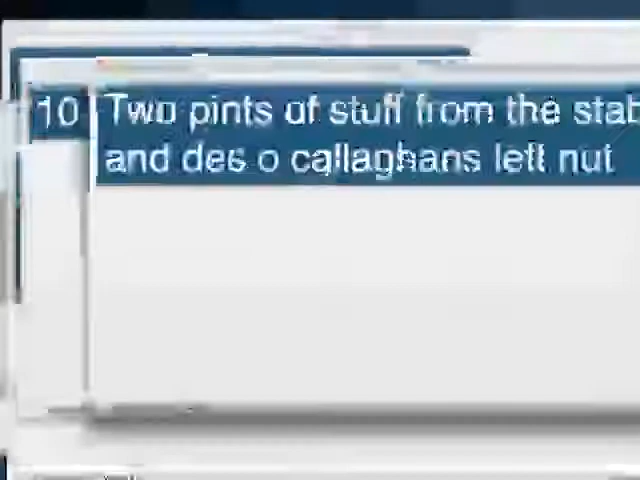 10 Two pints of stuff from the stab
and des o callaghans left nut